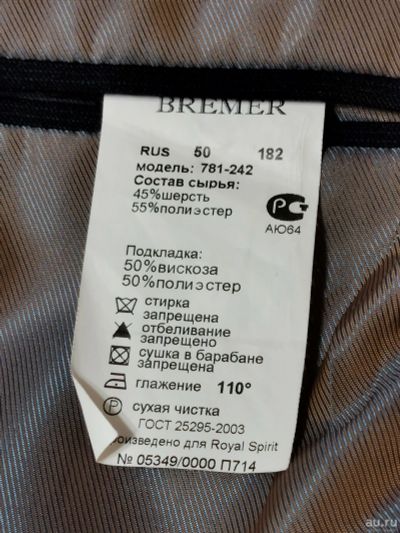 BREMER
RUS 50 182
модель: 781-242
Состав сырья:
45%шерсть
55%полиэстер
АЮ64
Подкладка:
50%вискоза
50%полиэстер
стирка
запрещена
отбеливание
запрещено
сушка в барабане
запрещена
глажение 110°
P сухая чистка
ГОСТ 25295-2003
оизведено для Royal Spirit
№ 05349/0000 П714
au.ru